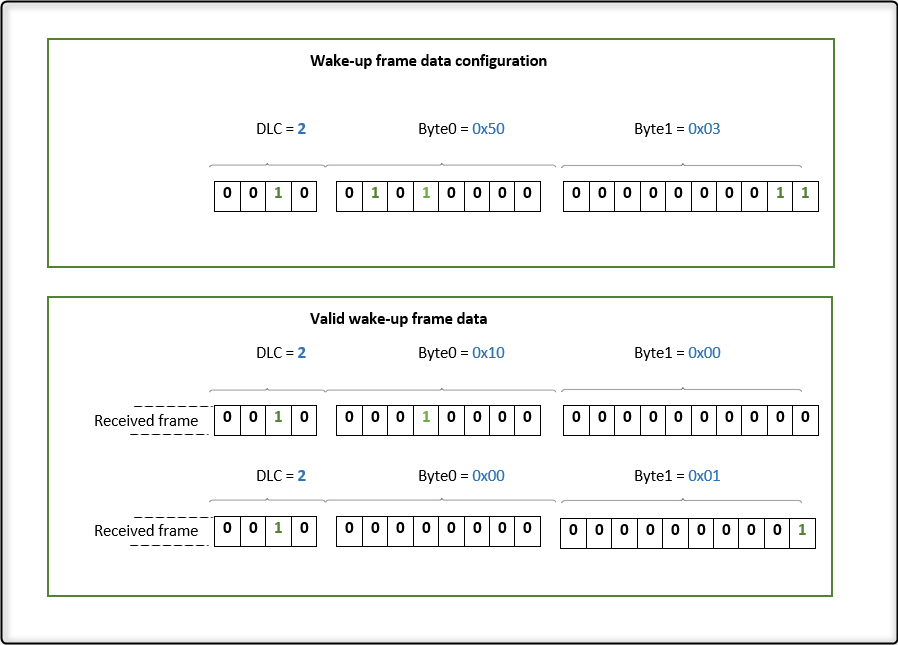 Wake-up frame data configuration
DLC = 2 Byte0 = 0x50 Byte1 = 0x03
0 0 1 0 0 1 0 1 0 0 0 0 0 0 0 0 0 0 0 0 1 1
Valid wake-up frame data
DLC = 2 Byte0 = 0x10 Byte1 = 0x00
Received frame 0 0 1 0 0 0 0 1 0 0 0 0 0 0 0 0 0 0 0 0 0 0
DLC = 2 Byte0 = 0x00 Byte1 = 0x01
Received frame 0 0 1 0 0 0 0 0 0 0 0 0 0 0 0 0 0 0 0 0 0 1